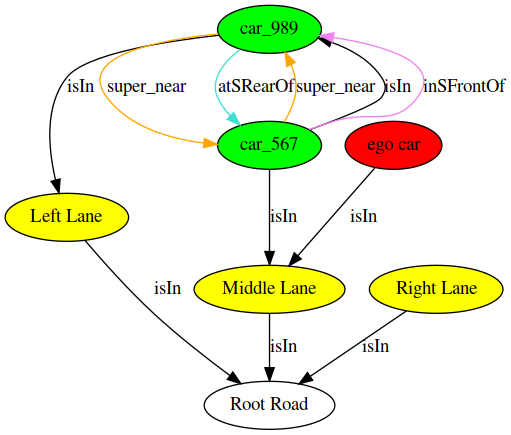 car_989
isIn super_near atSRearOf super_near isIn inSFrontOf
car_567 ego car
Left Lane isIn isIn
Middle Lane Right Lane
isIn isIn isIn
Root Road